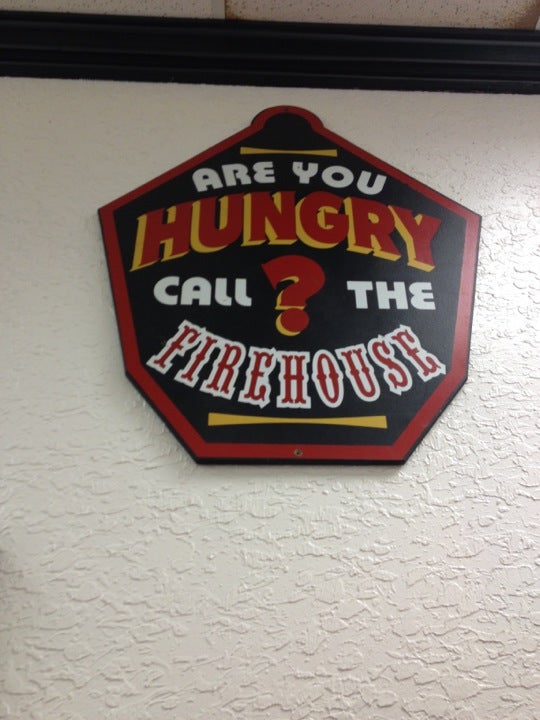 ARE YOU
HUNGRY
CALL ? THE
FIREHOUSE